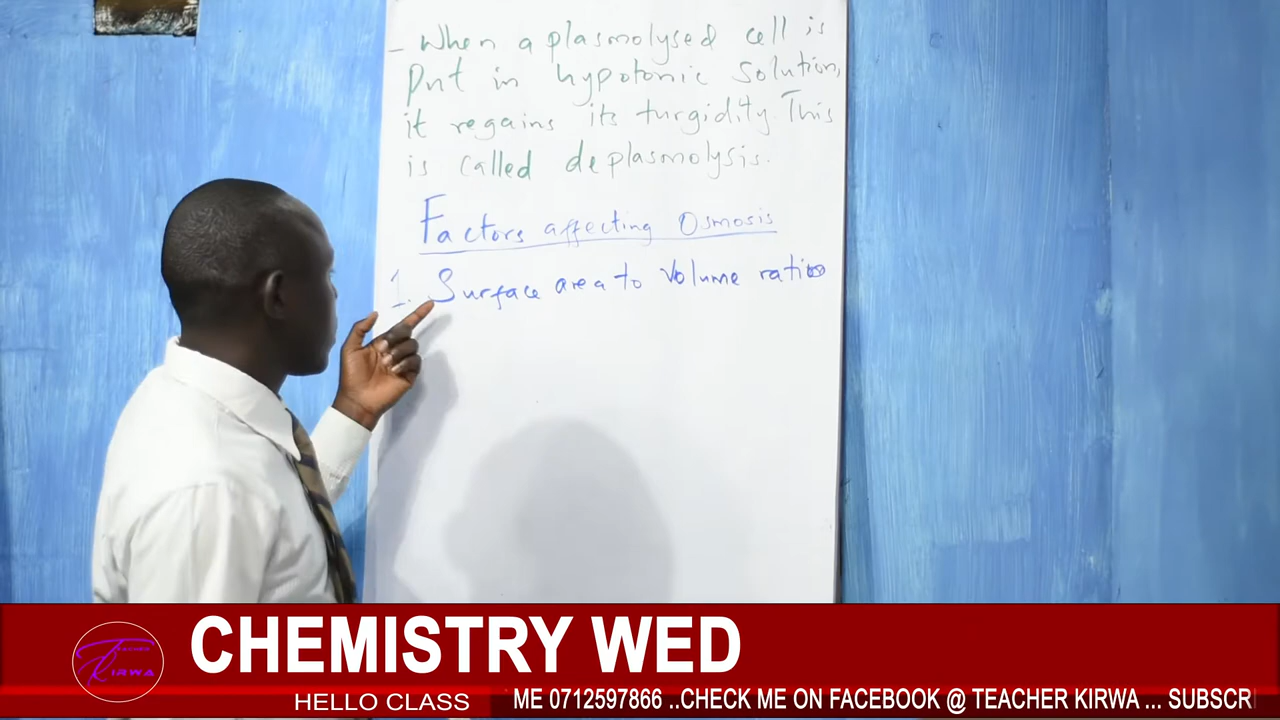 - When a plasmolysed cell is
put in hypotonic solution,
it regains its turgidity. This
is called deplasmolysis.
Factors affecting Osmosis
1. Surface area to Volume ratio
TEACHER
KIRWA
CHEMISTRY WED
HELLO CLASS
ME 0712597866 ..CHECK ME ON FACEBOOK @ TEACHER KIRWA ... SUBSCR